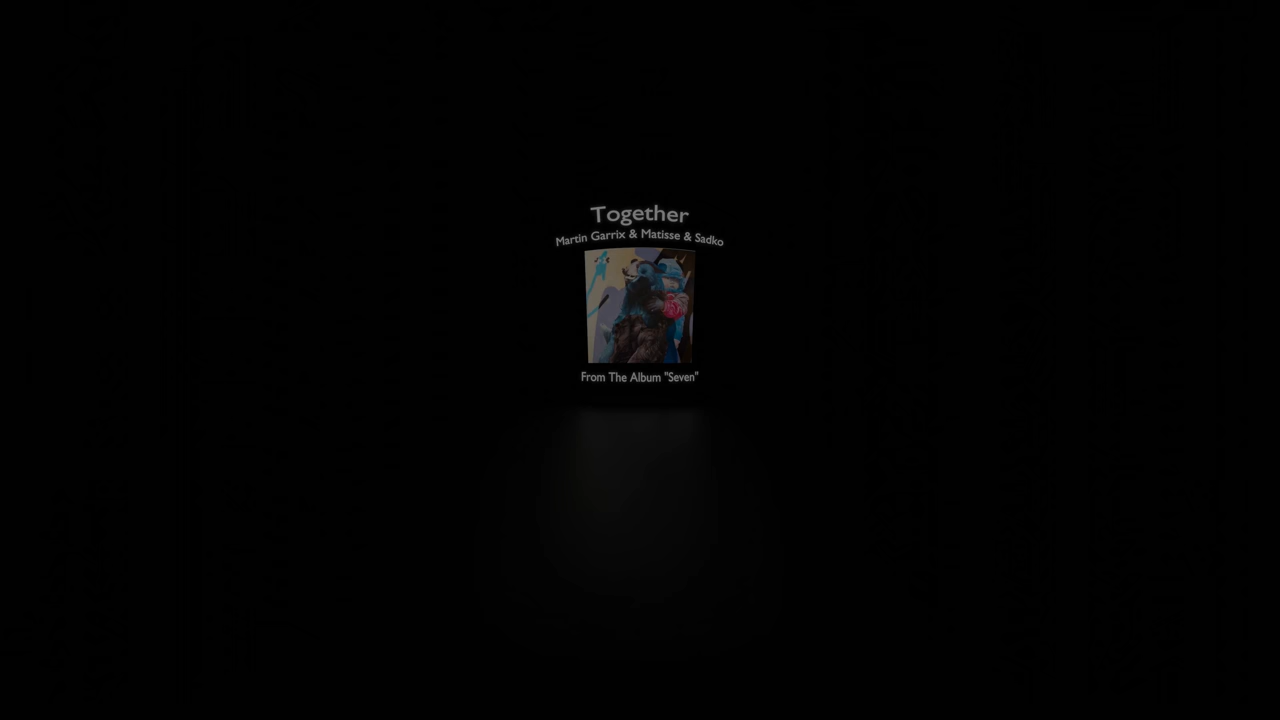 Together
Martin Garrix & Matisse & Sadko
From The Album "Seven"